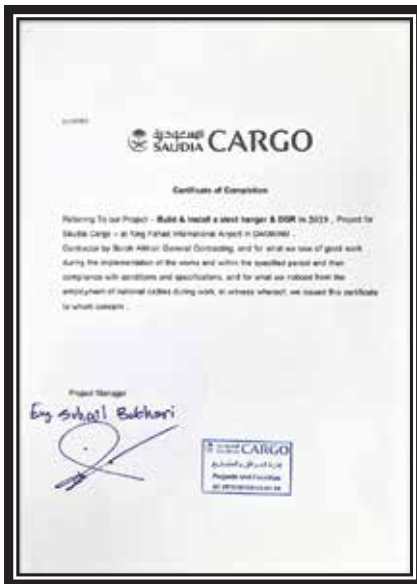 السعودية
SAUDIA CARGO
Certificate of Completion
Referring To our Project - Build & Install a steel hanger & DGR in 2019 , Project for
Saudia Cargo - at King Fahad International Airport in DAMMAM .
Contractor by General Contracting, and for what we saw of good work
during the implementation of the works and within the specified period and their
compliance with conditions and specifications, and for what we noticed from the
employment of national cadres during work, in witness whereof, we issued this certificate
to whom concern .
Project Manager
Eng Suhail Bukhari
SAUDIA CARGO
Projects and Facilities